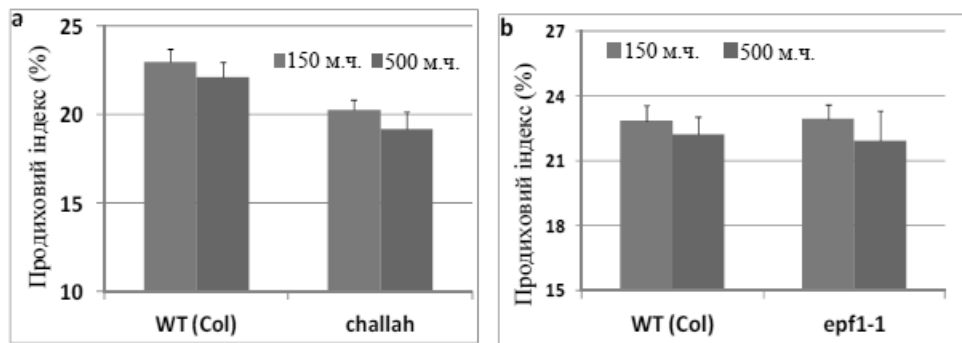 a
Продиховий індекс (%)
25
20
15
10
150 м.ч. 500 м.ч.
WT (Col) challah
b
Продиховий індекс (%)
27
24
21
18
15
150 м.ч. 500 м.ч.
WT (Col) epf1-1